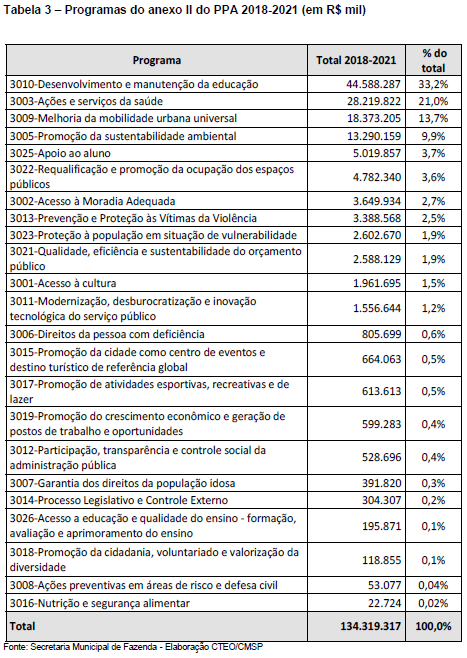 Tabela 3 – Programas do anexo II do PPA 2018-2021 (em R$ mil)
Programa Total 2018-2021 % do total
3010-Desenvolvimento e manutenção da educação 44.588.287 33,2%
3003-Ações e serviços da saúde 28.219.822 21,0%
3009-Melhoria da mobilidade urbana universal 18.373.205 13,7%
3005-Promoção da sustentabilidade ambiental 13.290.159 9,9%
3025-Apoio ao aluno 5.019.857 3,7%
3022-Requalificação e promoção da ocupação dos espaços
públicos 4.782.340 3,6%
3002-Acesso à Moradia Adequada 3.649.934 2,7%
3013-Prevenção e Proteção às Vítimas da Violência 3.388.568 2,5%
3023-Proteção à população em situação de vulnerabilidade 2.602.670 1,9%
3021-Qualidade, eficiência e sustentabilidade do orçamento
público 2.588.129 1,9%
3001-Acesso à cultura 1.961.695 1,5%
3011-Modernização, desburocratização e inovação
tecnológica do serviço público 1.556.644 1,2%
3006-Direitos da pessoa com deficiência 805.699 0,6%
3015-Promoção da cidade como centro de eventos e
destino turístico de referência global 664.063 0,5%
3017-Promoção de atividades esportivas, recreativas e de
lazer 613.613 0,5%
3019-Promoção do crescimento econômico e geração de
postos de trabalho e oportunidades 599.283 0,4%
3012-Participação, transparência e controle social da
administração pública 528.696 0,4%
3007-Garantia dos direitos da população idosa 391.820 0,3%
3014-Processo Legislativo e Controle Externo 304.307 0,2%
3026-Acesso a educação e qualidade do ensino - formação,
avaliação e aprimoramento do ensino 195.871 0,1%
3018-Promoção da cidadania, voluntariado e valorização da
diversidade 118.855 0,1%
3008-Ações preventivas em áreas de risco e defesa civil 53.077 0,04%
3016-Nutrição e segurança alimentar 22.724 0,02%
Total 134.319.317 100,0%
Fonte: Secretaria Municipal de Fazenda - Elaboração CTEO/CMSP